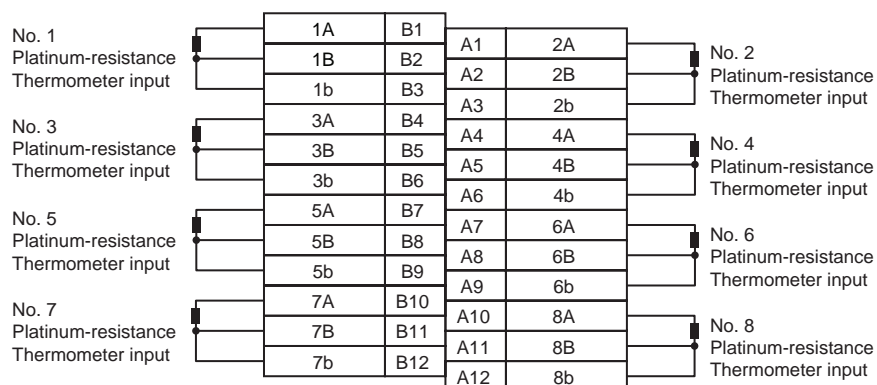 No. 1
Platinum-resistance
Thermometer input
No. 3
Platinum-resistance
Thermometer input
No. 5
Platinum-resistance
Thermometer input
No. 7
Platinum-resistance
Thermometer input
1A B1
1B B2
1b B3
3A B4
3B B5
3b B6
5A B7
5B B8
5b B9
7A B10
7B B11
7b B12
A1 2A
A2 2B
A3 2b
A4 4A
A5 4B
A6 4b
A7 6A
A8 6B
A9 6b
A10 8A
A11 8B
A12 8b
No. 2
Platinum-resistance
Thermometer input
No. 4
Platinum-resistance
Thermometer input
No. 6
Platinum-resistance
Thermometer input
No. 8
Platinum-resistance
Thermometer input